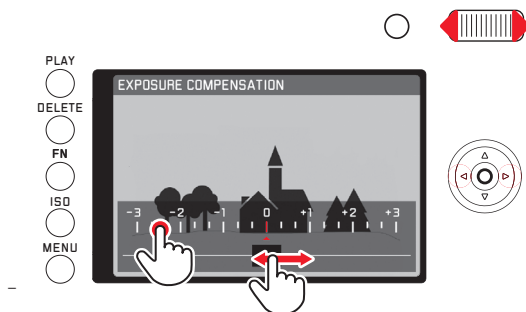 PLAY
EXPOSURE COMPENSATION
DELETE
FN
ISO
-3 -2 -1 0 +1 +2 +3
MENU
–